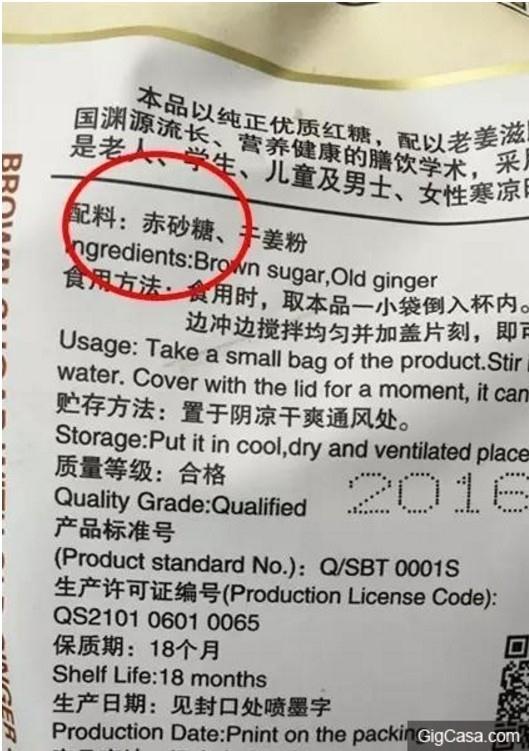 本品以纯正优质红糖，配以老姜滋
国渊源流长、营养健康的膳饮学术，采
是老人、学生、儿童及男士、女性寒凉
配料：赤砂糖、干姜粉
Ingredients:Brown sugar,Old ginger
食用方法：食用时，取本品一小袋倒入杯内。
边冲边搅拌均匀并加盖片刻，即可
Usage: Take a small bag of the product.Stir
water. Cover with the lid for a moment, it can
贮存方法：置于阴凉干爽通风处。
Storage:Put it in cool,dry and ventilated place
质量等级：合格
Quality Grade:Qualified
2016
产品标准号
(Product standard No.)：Q/SBT 0001S
生产许可证编号(Production License Code):
QS2101 0601 0065
保质期：18个月
Shelf Life:18 months
生产日期：见封口处喷墨字
Production Date:Pnint on the packing
BROWN
GINGER
GigCasa.com